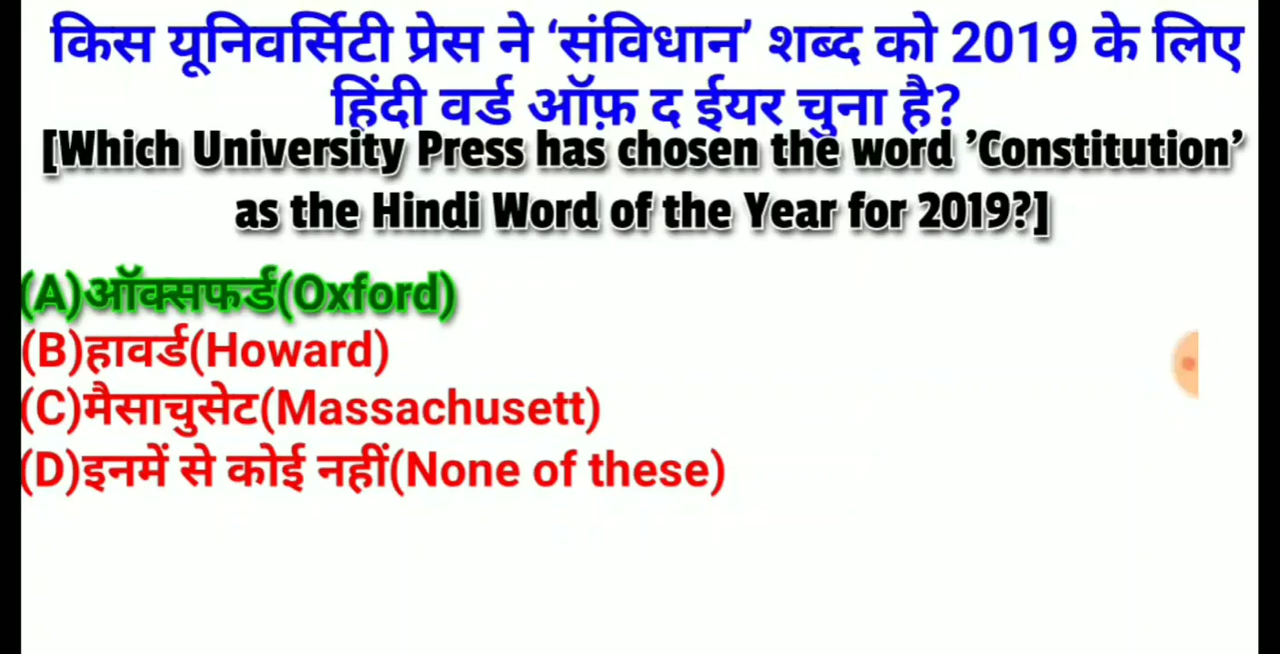 किस यूनिवर्सिटी प्रेस ने ‘संविधान’ शब्द को 2019 के लिए
हिंदी वर्ड ऑफ़ द ईयर चुना है?
[Which University Press has chosen the word ’Constitution’
as the Hindi Word of the Year for 2019?]
(A)ऑक्सफर्ड(Oxford)
(B)हावर्ड(Howard)
(C)मैसाचुसेट(Massachusett)
(D)इनमें से कोई नहीं(None of these)